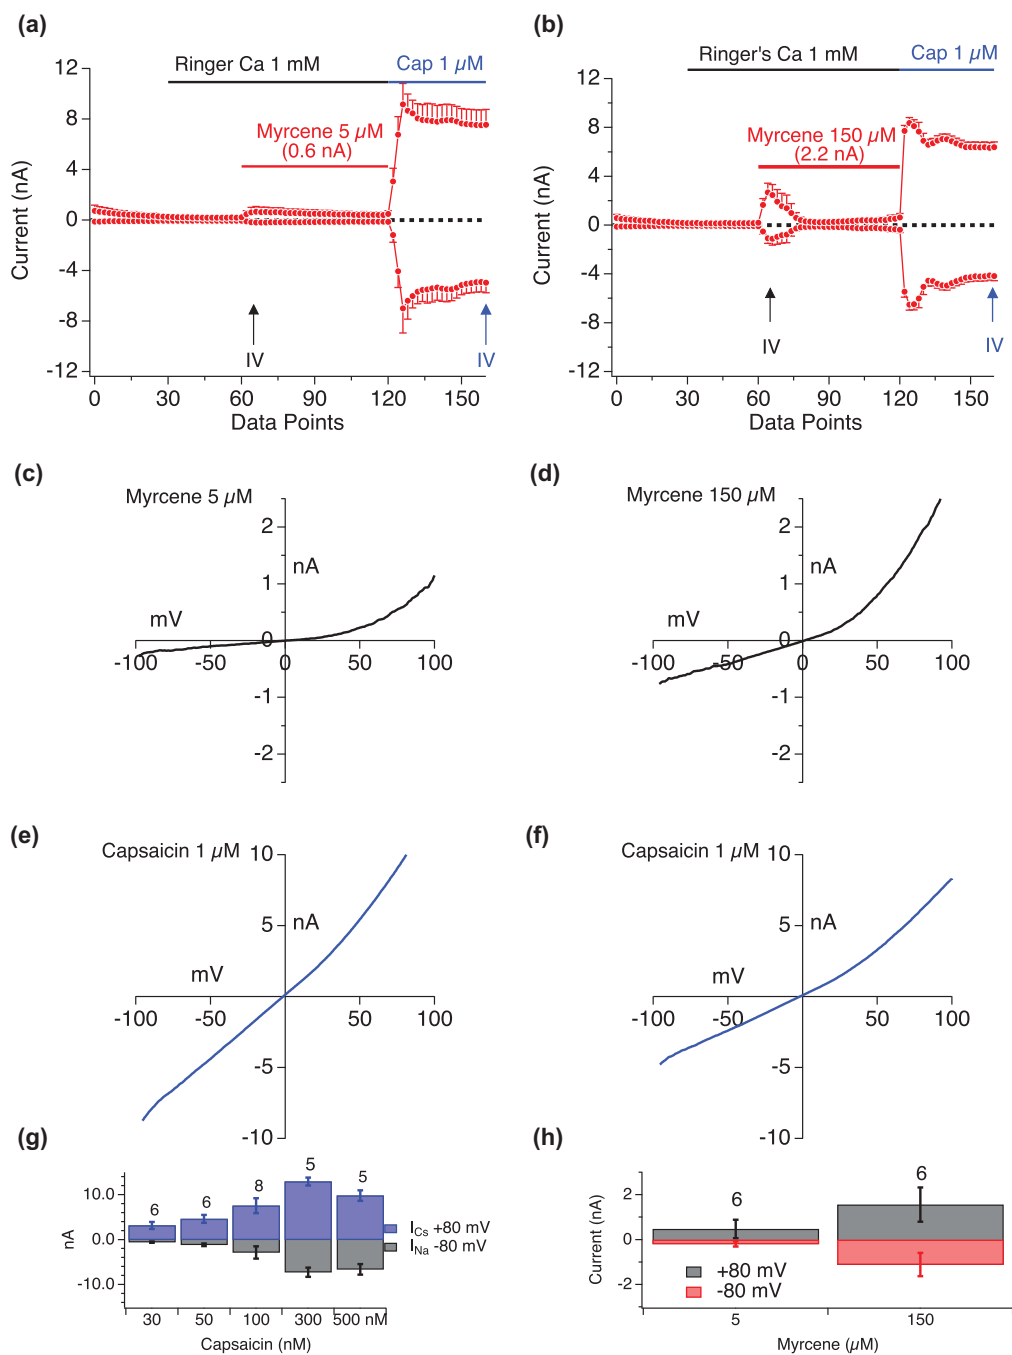 (a)
Ringer Ca 1 mM
Cap 1 µM
Myrcene 5 µM
(0.6 nA)
12
8
4
0
-4
-8
-12
Current (nA)
IV
IV
0
30
60
90
120
150
Data Points
(b)
Ringer's Ca 1 mM
Cap 1 µM
Myrcene 150 µM
(2.2 nA)
12
8
4
0
-4
-8
-12
Current (nA)
IV
IV
0
30
60
90
120
150
Data Points
(c)
Myrcene 5 µM
2
1
0
-1
-2
nA
mV
-100
-50
0
50
100
(d)
Myrcene 150 µM
2
1
0
-1
-2
nA
mV
-100
-50
0
50
100
(e)
Capsaicin 1 µM
10
5
-5
-10
nA
mV
-100
-50
0
50
100
(f)
Capsaicin 1 µM
10
5
-5
-10
nA
mV
-100
-50
0
50
100
(g)
10.0
0.0
-10.0
nA
6
6
8
5
5
I Cs +80 mV
I Na -80 mV
30
50
100
300
500 nM
Capsaicin (nM)
(h)
2
0
-2
Current (nA)
6
6
+80 mV
-80 mV
5
150
Myrcene (µM)